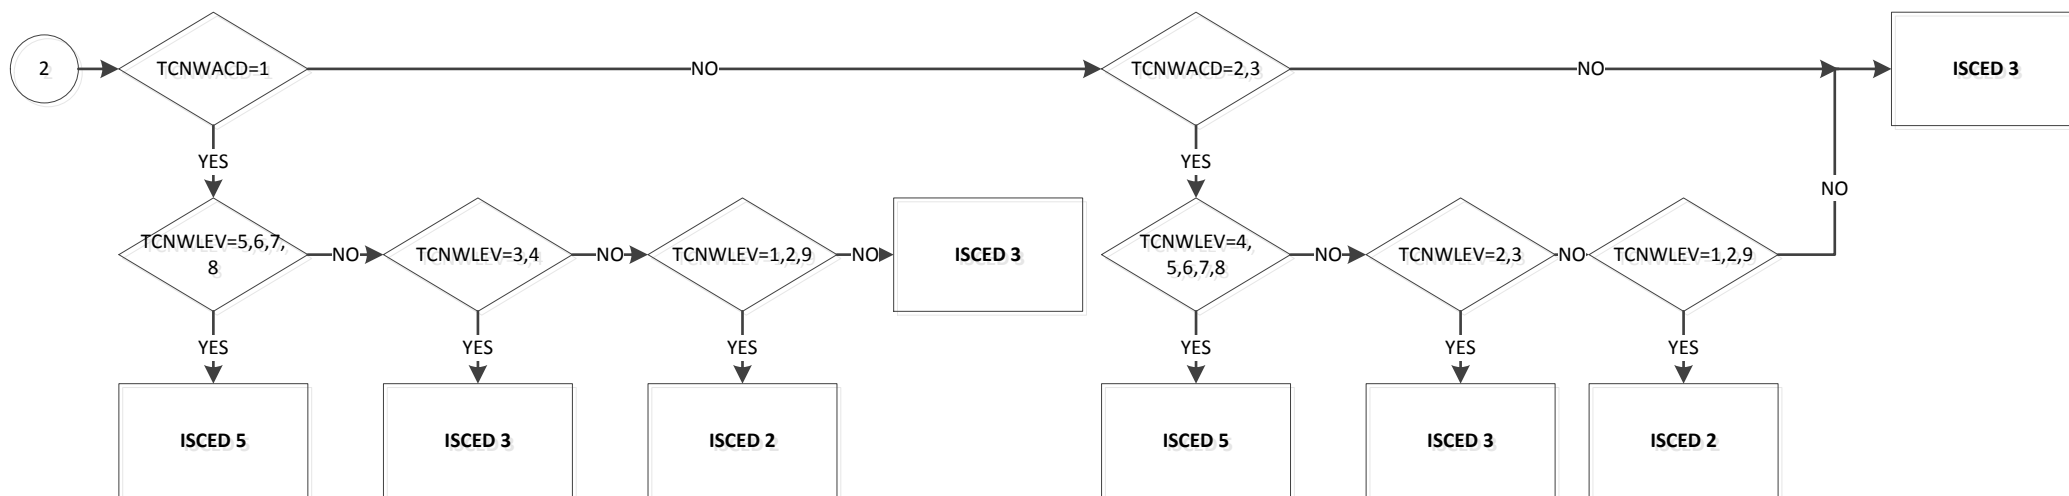 2
TCNWACD=1
NO
TCNWACD=2,3
NO
ISCED 3
YES
YES
NO
TCNWLEV=5,6,7,
8
NO
TCNWLEV=3,4
NO
TCNWLEV=1,2,9
NO
ISCED 3
TCNWLEV=4,
5,6,7,8
NO
TCNWLEV=2,3
NO
TCNWLEV=1,2,9
YES
YES
YES
YES
YES
YES
ISCED 5
ISCED 3
ISCED 2
ISCED 5
ISCED 3
ISCED 2